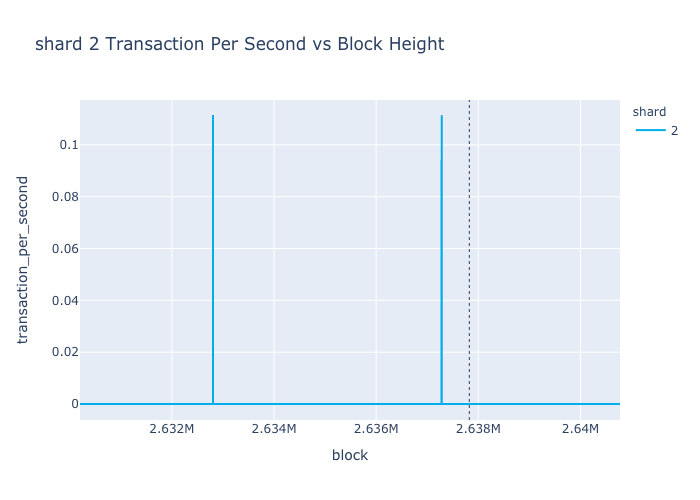 shard 2 Transaction Per Second vs Block Height
shard
2
transaction_per_second
0.1
0.08
0.06
0.04
0.02
0
2.632M
2.634M
2.636M
2.638M
2.64M
block